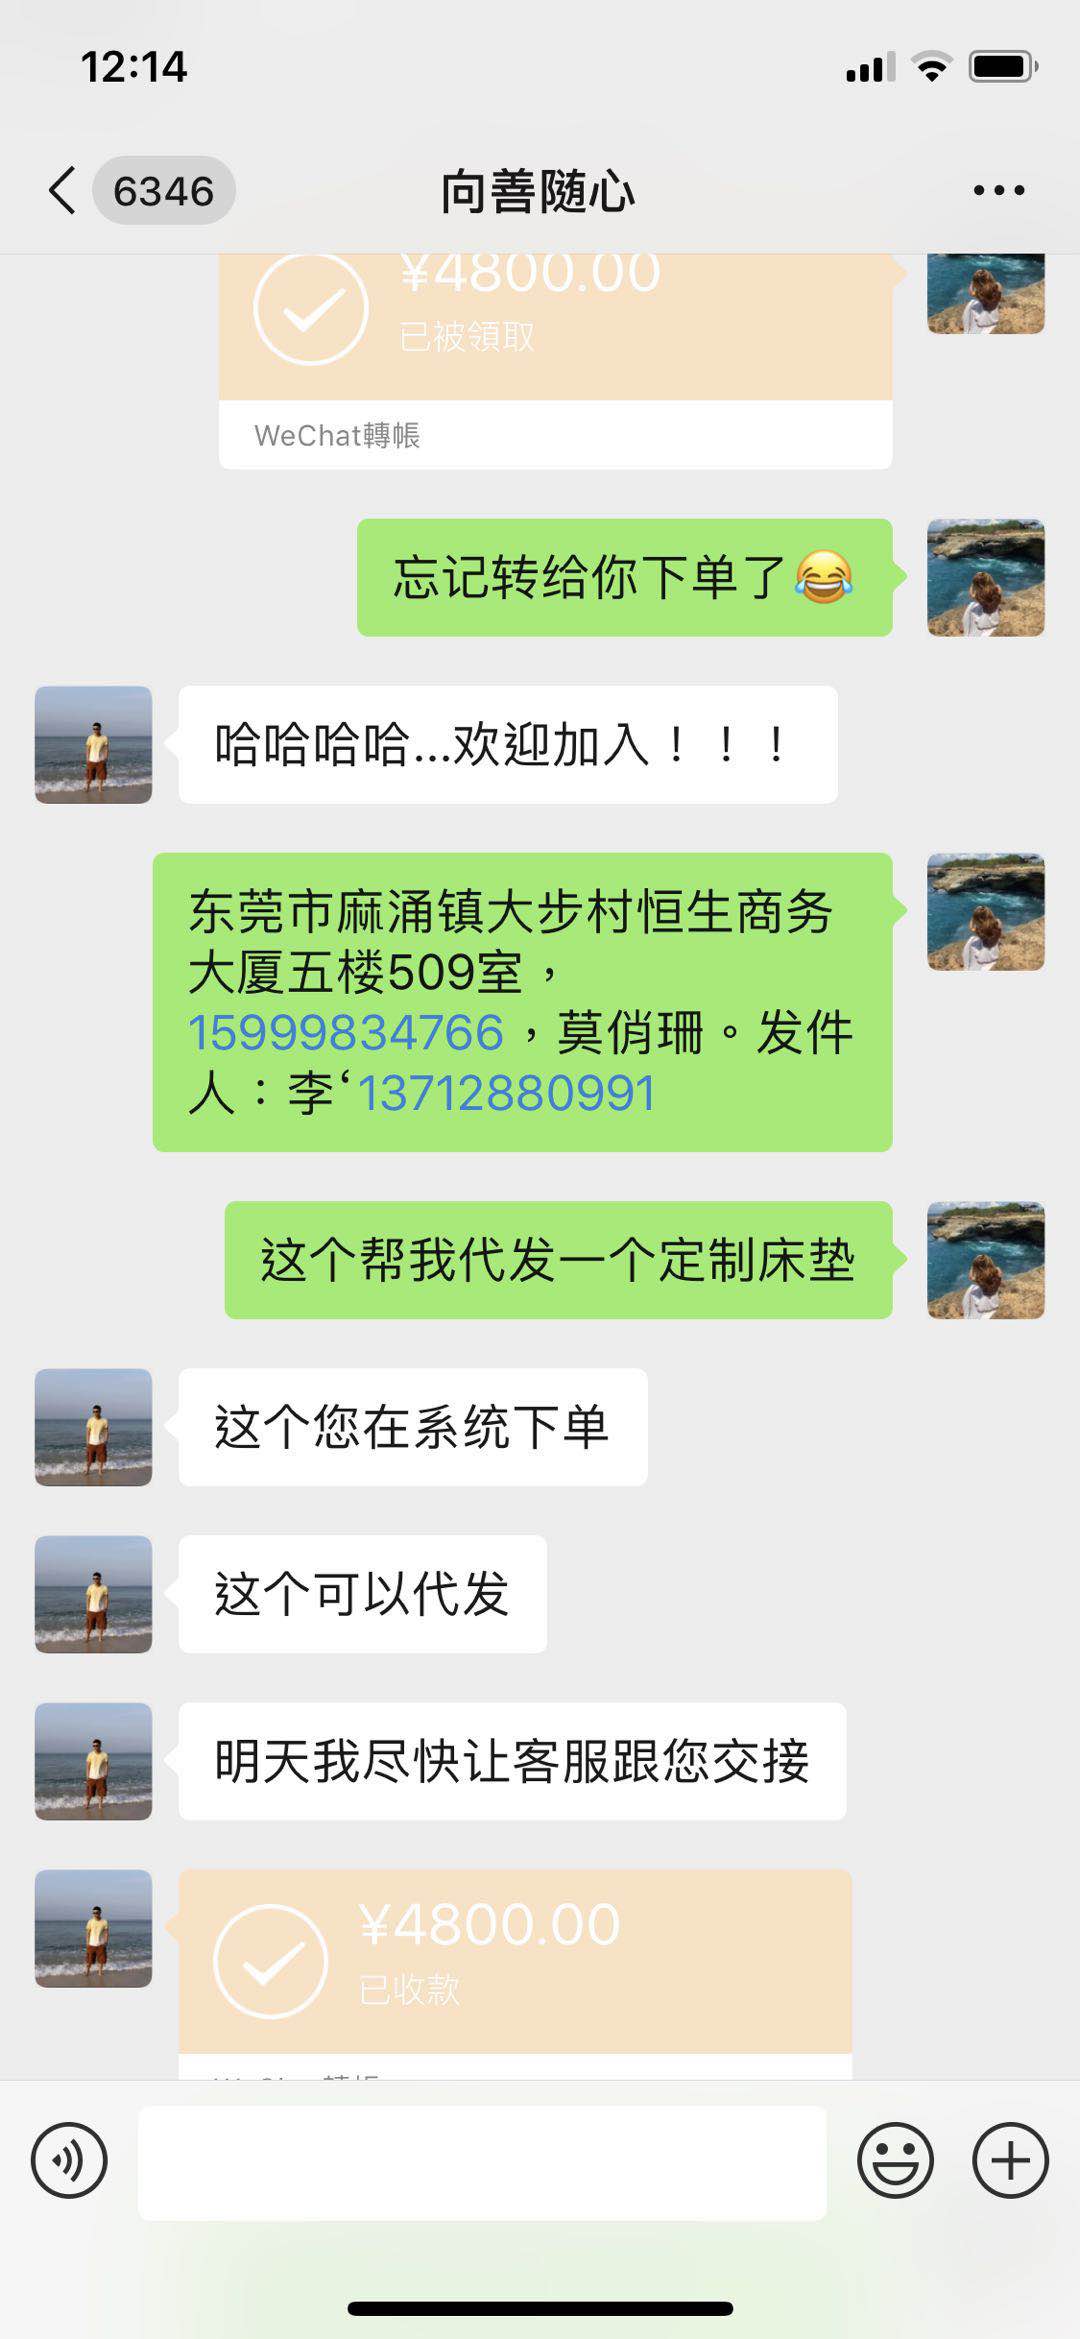 12:14
6346
向善随心
¥4800.00
已被領取
WeChat轉帳
忘记转给你下单了😂
哈哈哈哈...欢迎加入！！！
东莞市麻涌镇大步村恒生商务
大厦五楼509室，
15999834766，莫俏珊。发件
人：李‘13712880991
这个帮我代发一个定制床垫
这个您在系统下单
这个可以代发
明天我尽快让客服跟您交接
¥4800.00
已收款